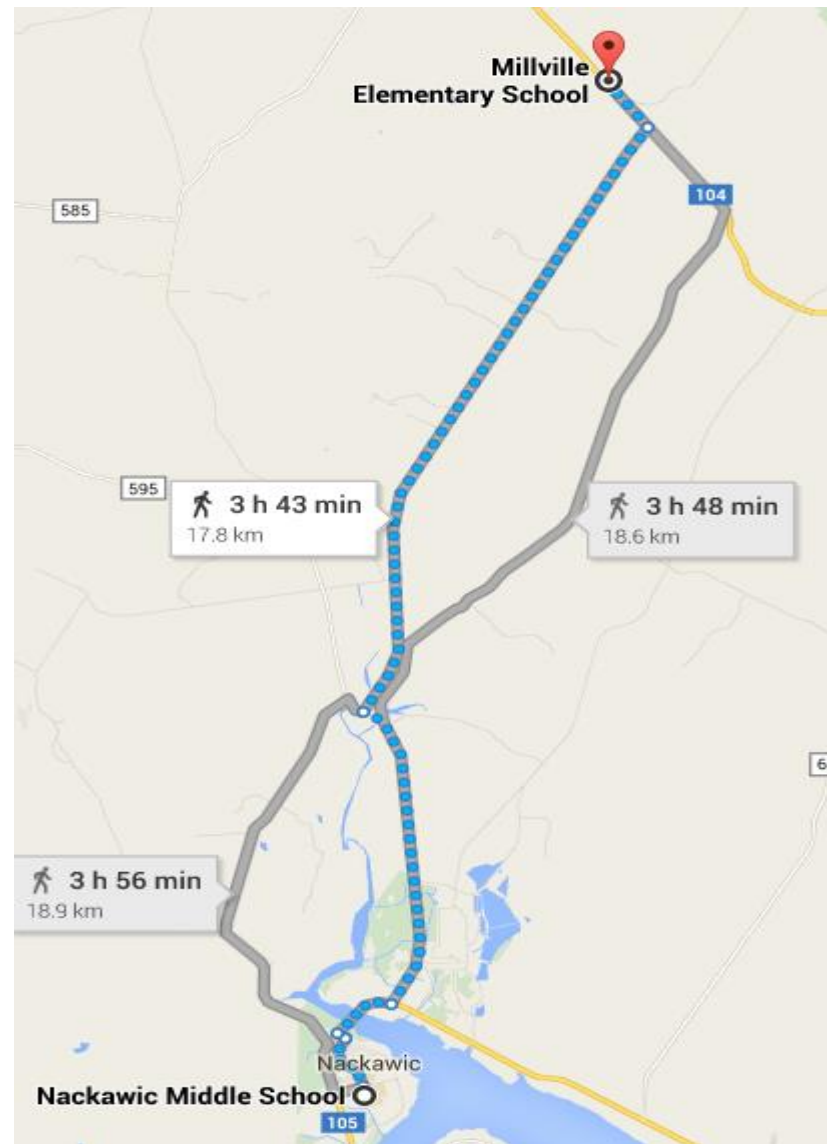 Millville
Elementary School
104
585
595
3 h 43 min
17.8 km
3 h 48 min
18.6 km
6
3 h 56 min
18.9 km
Nackawic
Nackawic Middle School
105